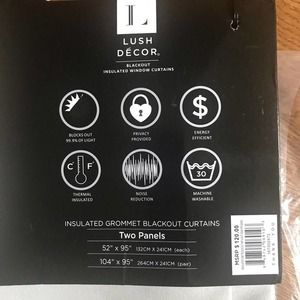 L
LUSH
DÉCOR®
BLACKOUT
INSULATED WINDOW CURTAINS
BLOCKS OUT
99.9% OF LIGHT
PRIVACY
PROVIDED
$
ENERGY
EFFICIENT
C° F°
THERMAL
INSULATED
NOISE
REDUCTION
30
MACHINE
WASHABLE
INSULATED GROMMET BLACKOUT CURTAINS
Two Panels
52" x 95" 132CM X 241CM (each)
104" x 95" 264CM X 241CM (pair)
MSRP $ 120.00
THANK YOU